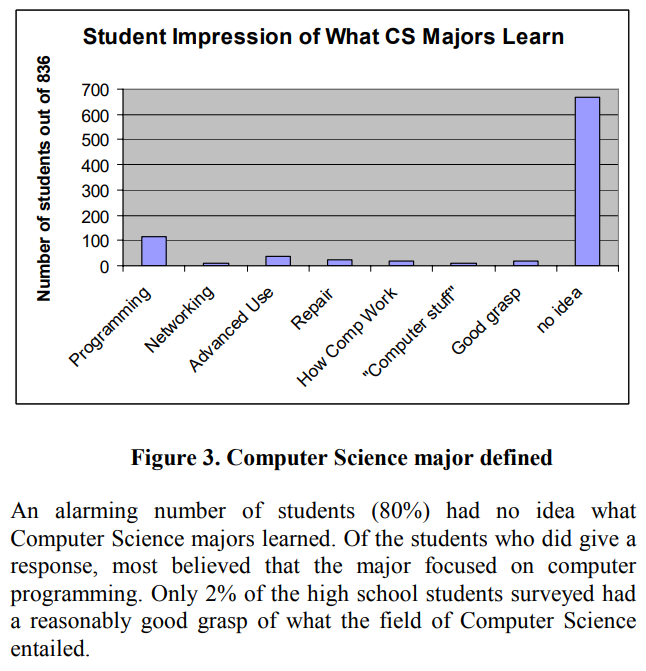 Student Impression of What CS Majors Learn
Number of students out of 836
700
600
500
400
300
200
100
0
Programming
Networking
Advanced Use
Repair
How Comp Work
"Computer stuff"
Good grasp
no idea
Figure 3. Computer Science major defined
An alarming number of students (80%) had no idea what
Computer Science majors learned. Of the students who did give a
response, most believed that the major focused on computer
programming. Only 2% of the high school students surveyed had
a reasonably good grasp of what the field of Computer Science
entailed.